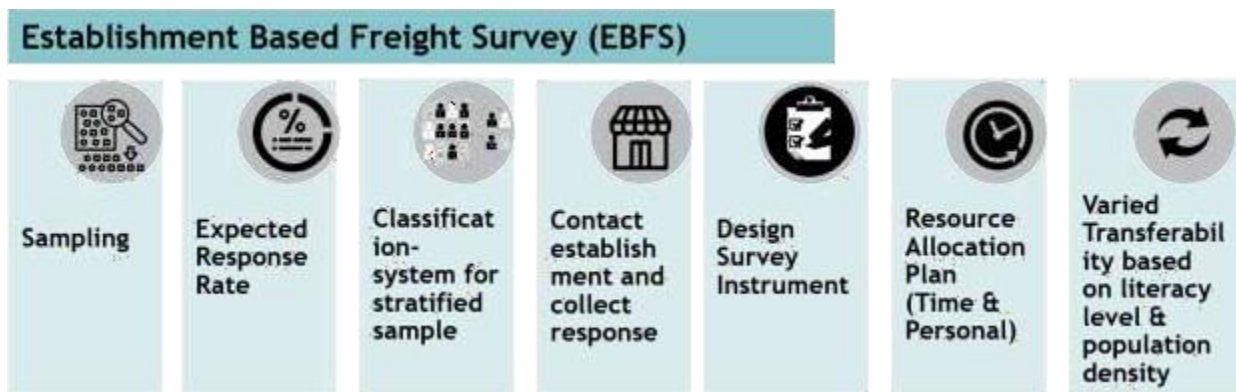 Establishment Based Freight Survey (EBFS)
%
Sampling
Expected
Response
Rate
Classificat
ion-
system for
stratified
sample
Contact
establish
ment and
collect
response
Design
Survey
Instrument
Resource
Allocation
Plan
(Time &
Personal)
Varied
Transferabil
ity based
on literacy
level &
population
density